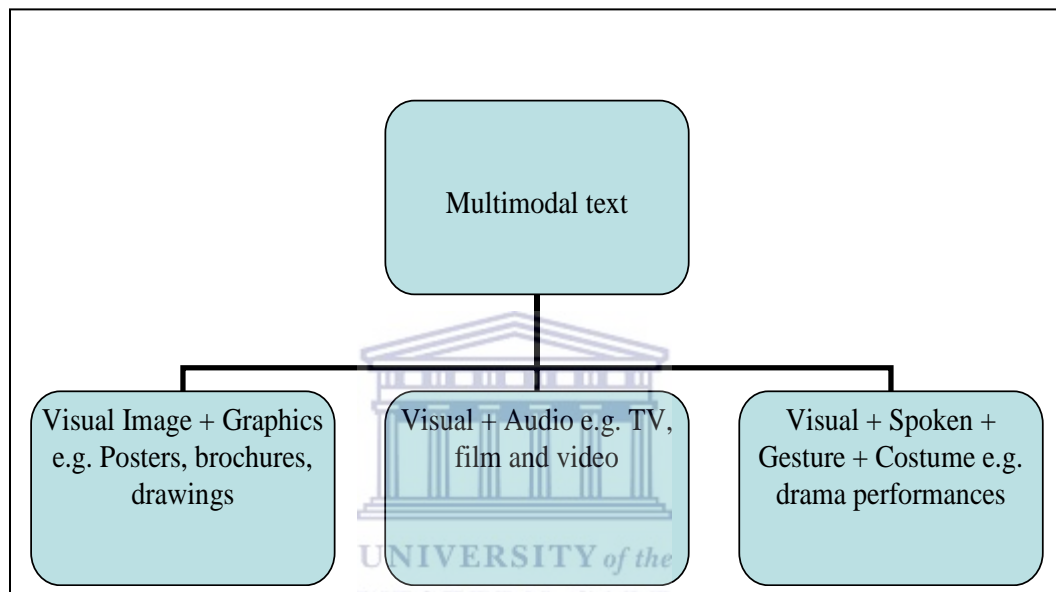 Multimodal text
Visual Image + Graphics
e.g. Posters, brochures,
drawings
Visual + Audio e.g. TV,
film and video
Visual + Spoken +
Gesture + Costume e.g.
drama performances
UNIVERSITY of the